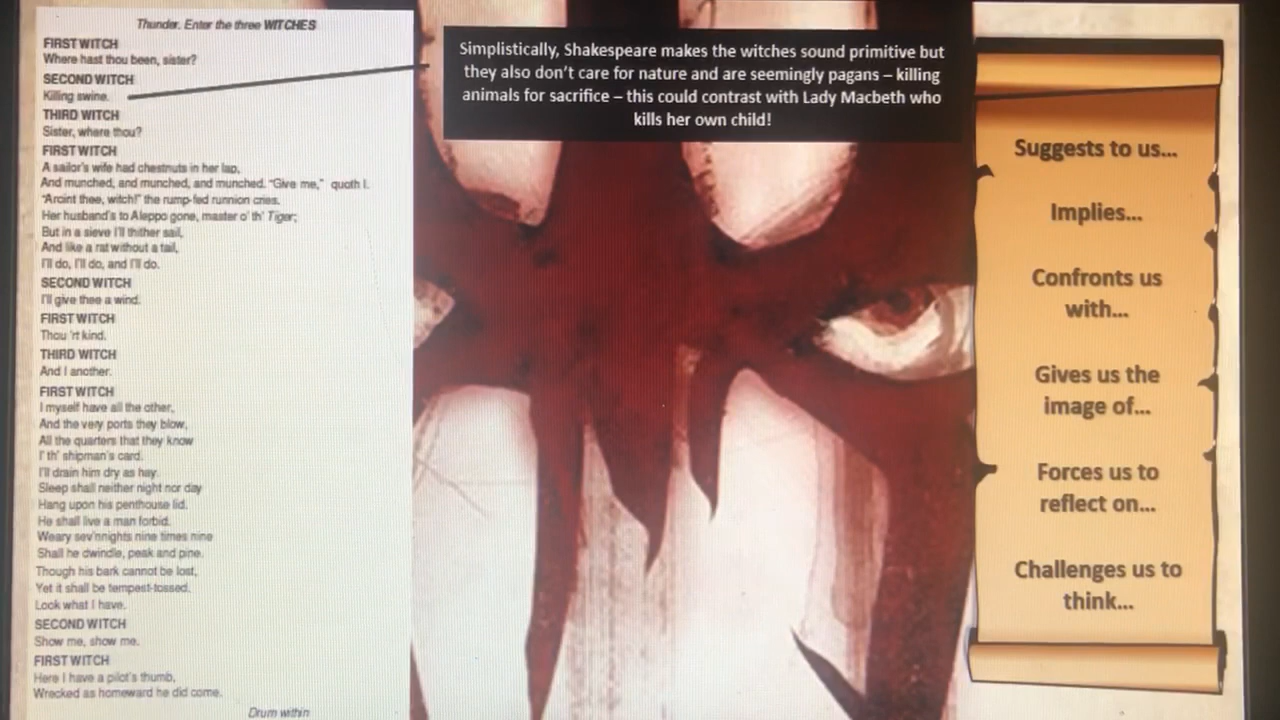 Thunder. Enter the three WITCHES
FIRST WITCH
Where hast thou been, sister?
SECOND WITCH
Killing swine.
THIRD WITCH
Sister, where thou?
FIRST WITCH
A sailor's wife had chestnuts in her lap,
And munched, and munched, and munched. "Give me," quoth I.
"Aroint thee, witch!" the rump-fed runnion cries.
Her husband's to Aleppo gone, master o' th' Tiger;
But in a sieve I'll thither sail,
And like a rat without a tail,
I'll do, I'll do, and I'll do.
SECOND WITCH
I'll give thee a wind.
FIRST WITCH
Thou 'rt kind.
THIRD WITCH
And I another.
FIRST WITCH
I myself have all the other,
And the very ports they blow,
All the quarters that they know
I' th' shipman's card.
I'll drain him dry as hay.
Sleep shall neither night nor day
Hang upon his penthouse lid.
He shall live a man forbid.
Weary sev'nnights nine times nine
Shall he dwindle, peak and pine.
Though his bark cannot be lost,
Yet it shall be tempest-tossed.
Look what I have.
SECOND WITCH
Show me, show me.
FIRST WITCH
Here I have a pilot's thumb,
Wrecked as homeward he did come.
Drum within
Simplistically, Shakespeare makes the witches sound primitive but
they also don't care for nature and are seemingly pagans – killing
animals for sacrifice – this could contrast with Lady Macbeth who
kills her own child!
Suggests to us...
Implies...
Confronts us
with...
Gives us the
image of...
Forces us to
reflect on...
Challenges us to
think...